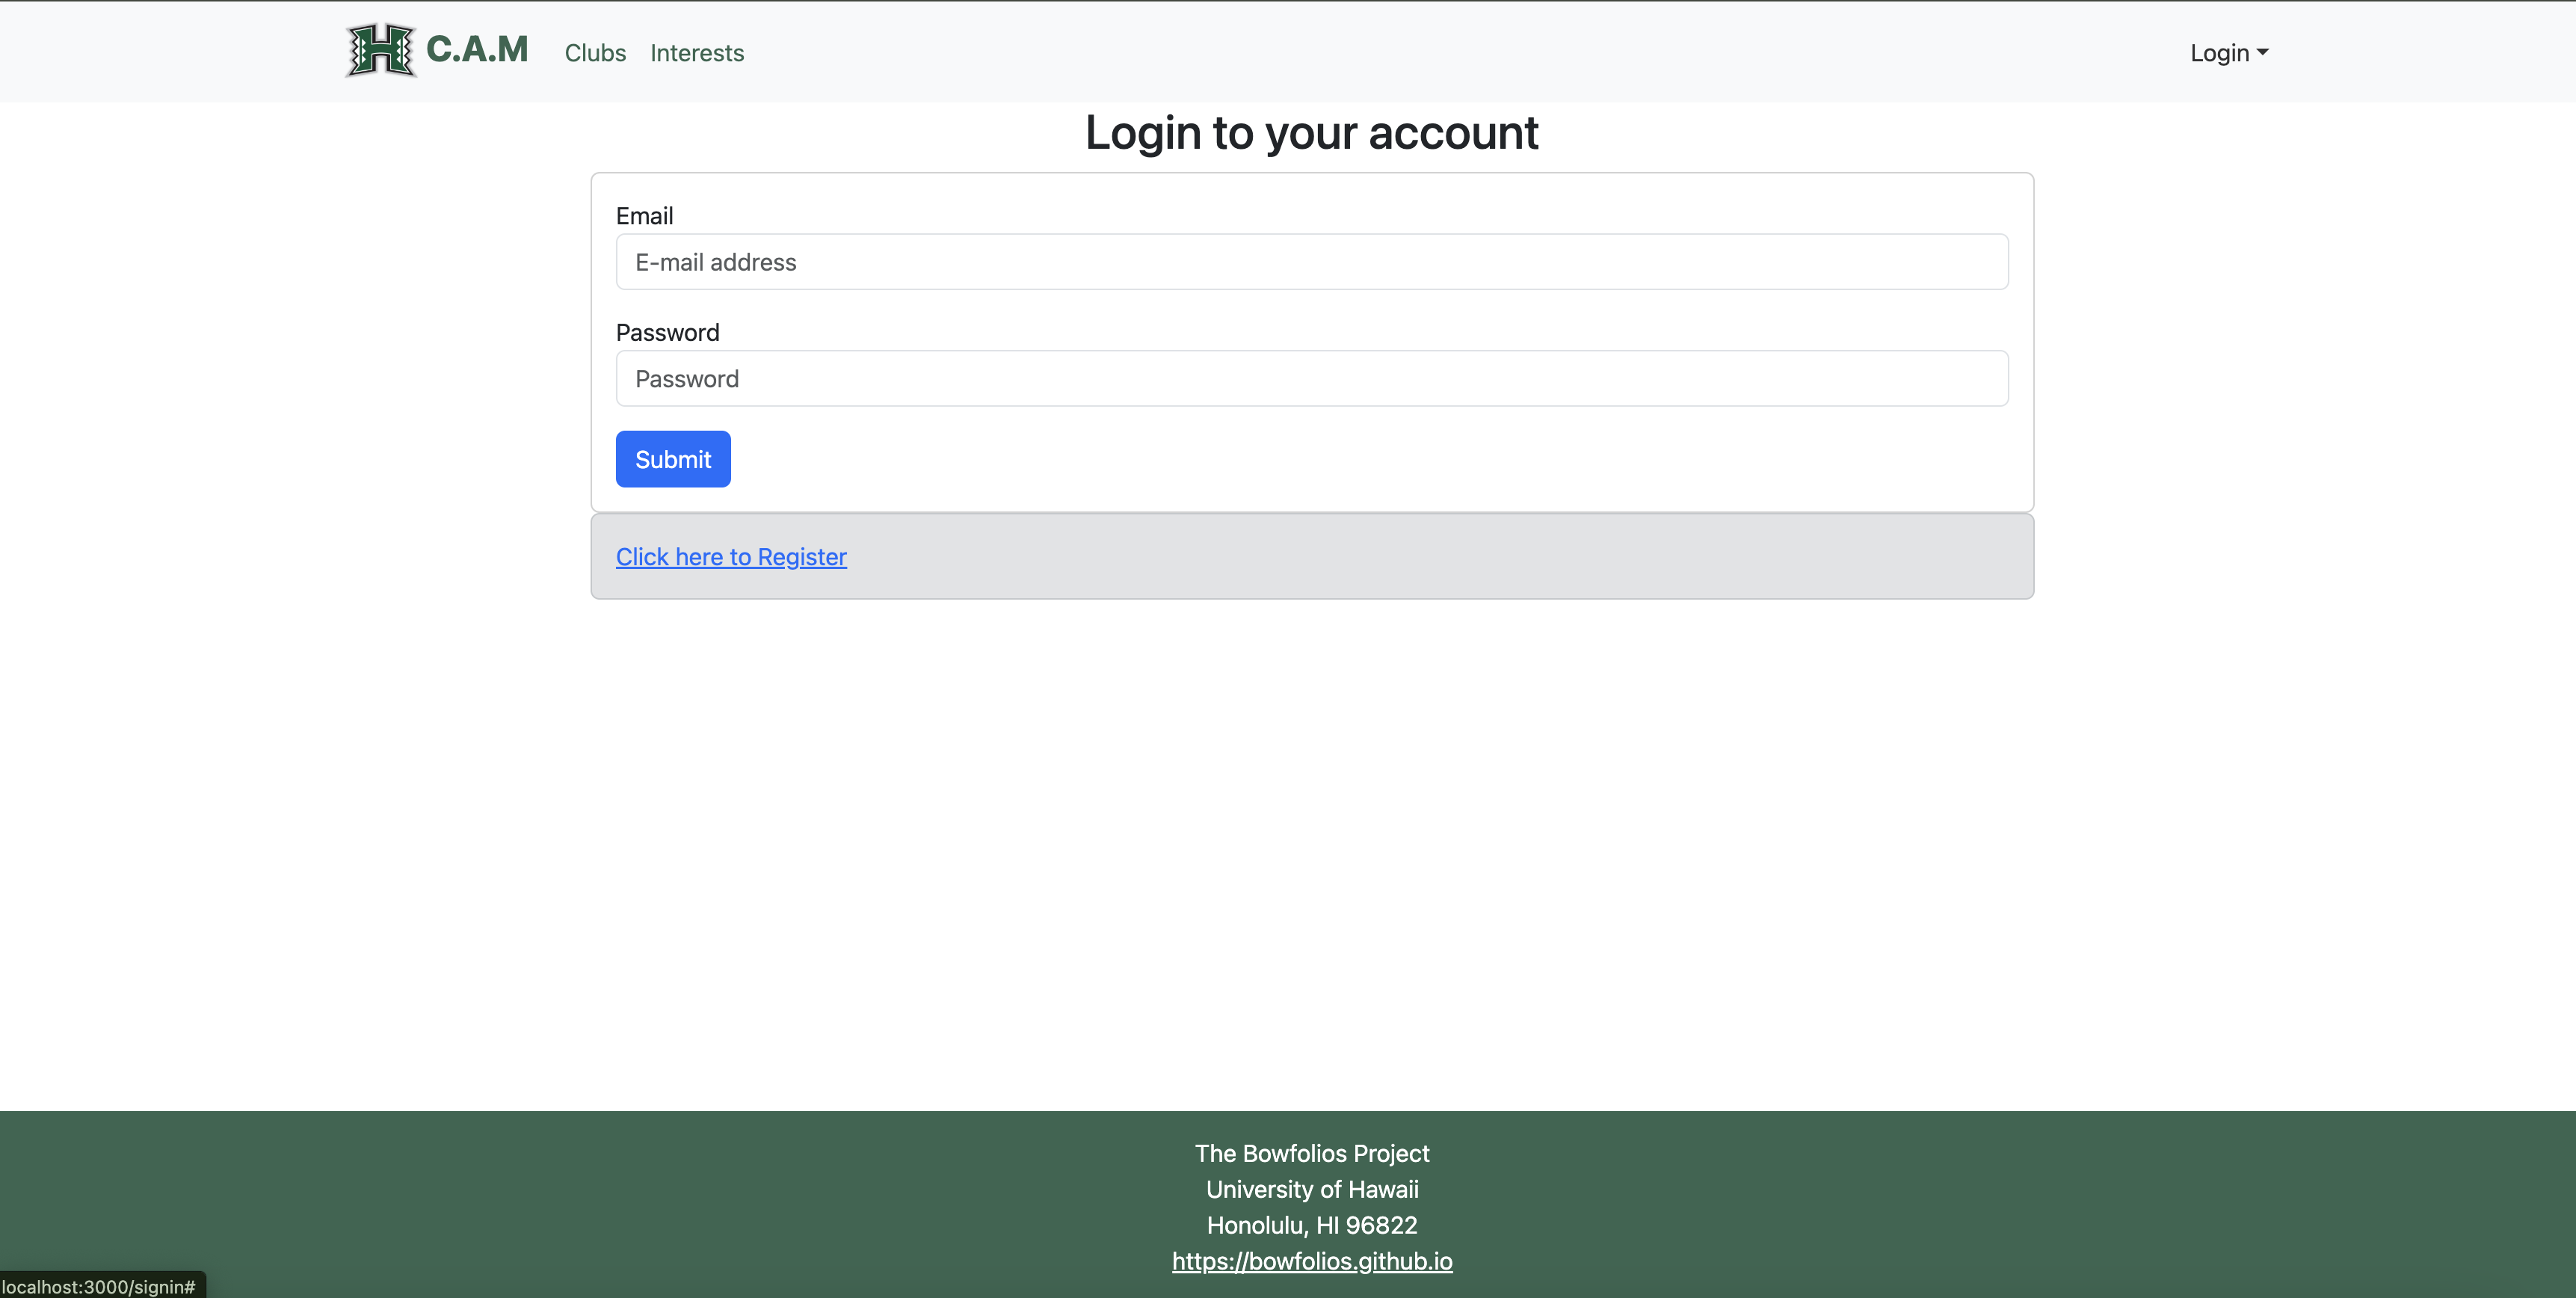 H C.A.M Clubs Interests Login
Login to your account
Email
E-mail address
Password
Password
Submit
Click here to Register
The Bowfolios Project
University of Hawaii
Honolulu, HI 96822
https://bowfolios.github.io
localhost:3000/signin#